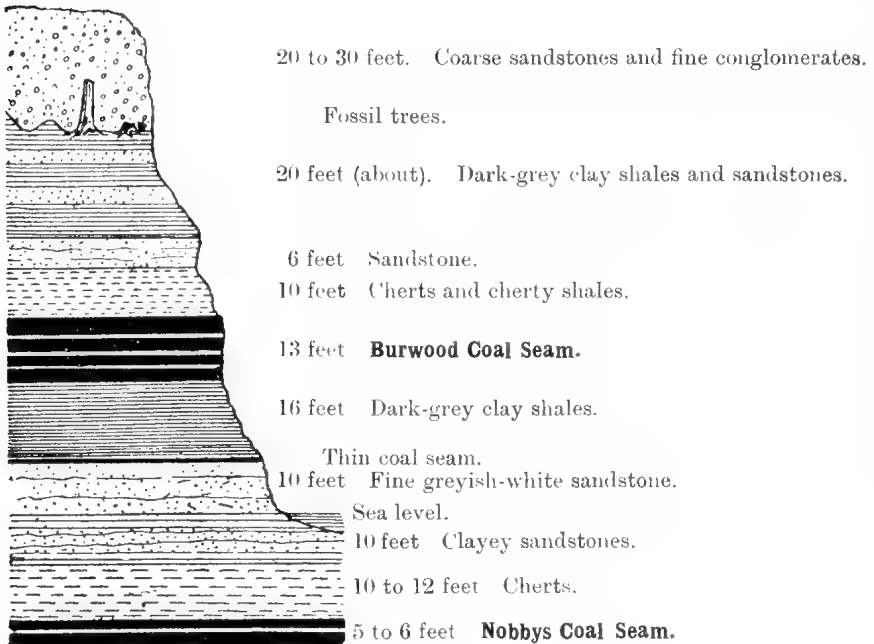 20 to 30 feet. Coarse sandstones and fine conglomerates.
Fossil trees.
20 feet (about). Dark-grey clay shales and sandstones.
6 feet Sandstone.
10 feet Cherts and cherty shales.
13 feet Burwood Coal Seam.
16 feet Dark-grey clay shales.
Thin coal seam.
10 feet Fine greyish-white sandstone.
Sea level.
10 feet Clayey sandstones.
10 to 12 feet Cherts.
5 to 6 feet Nobbys Coal Seam.